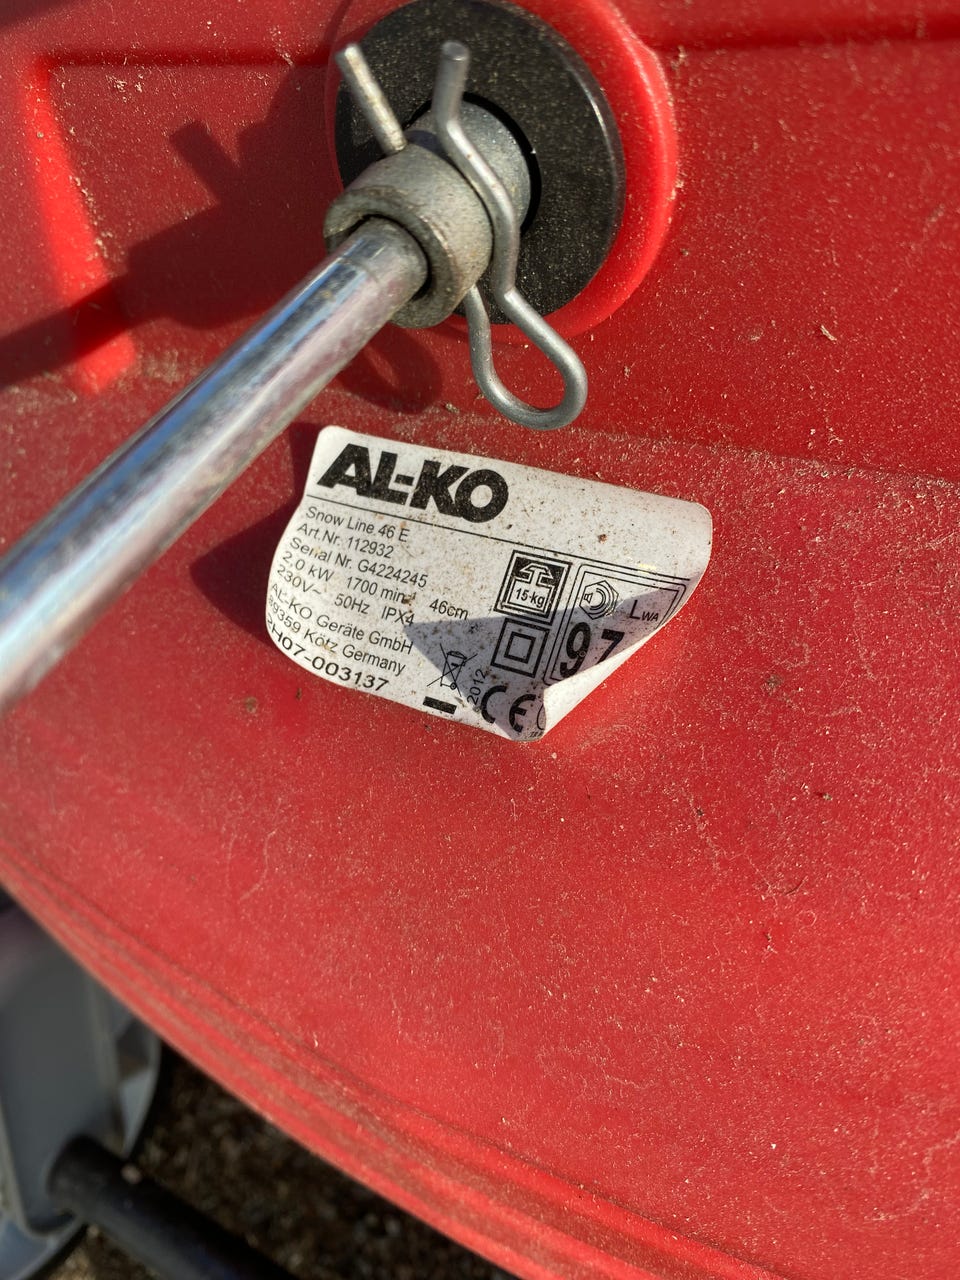 AL-KO
Snow Line 46 E
Art.Nr. 112932
Serial Nr. G4224245
2,0 kW 1700 min-1 46cm
230V~ 50Hz IPX4
AL-KO Geräte GmbH
89359 Kötz Germany
H07-003137
15 kg
LWA
97
2012
CE